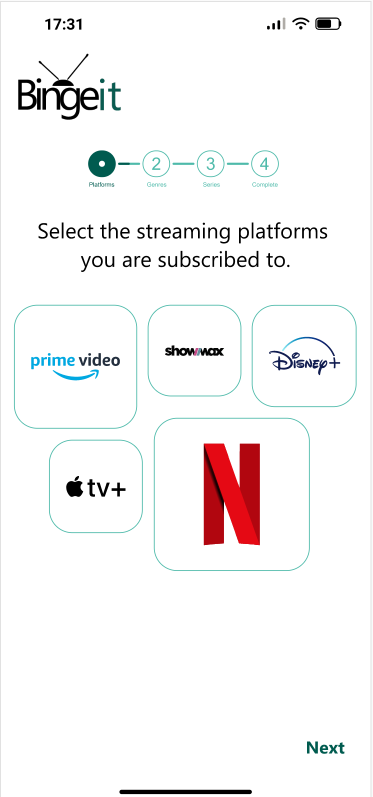 17:31
Bingeit
2 3 4
Platforms Genres Series Complete
Select the streaming platforms
you are subscribed to.
prime video
showmax
Disney+
tv+
N
Next